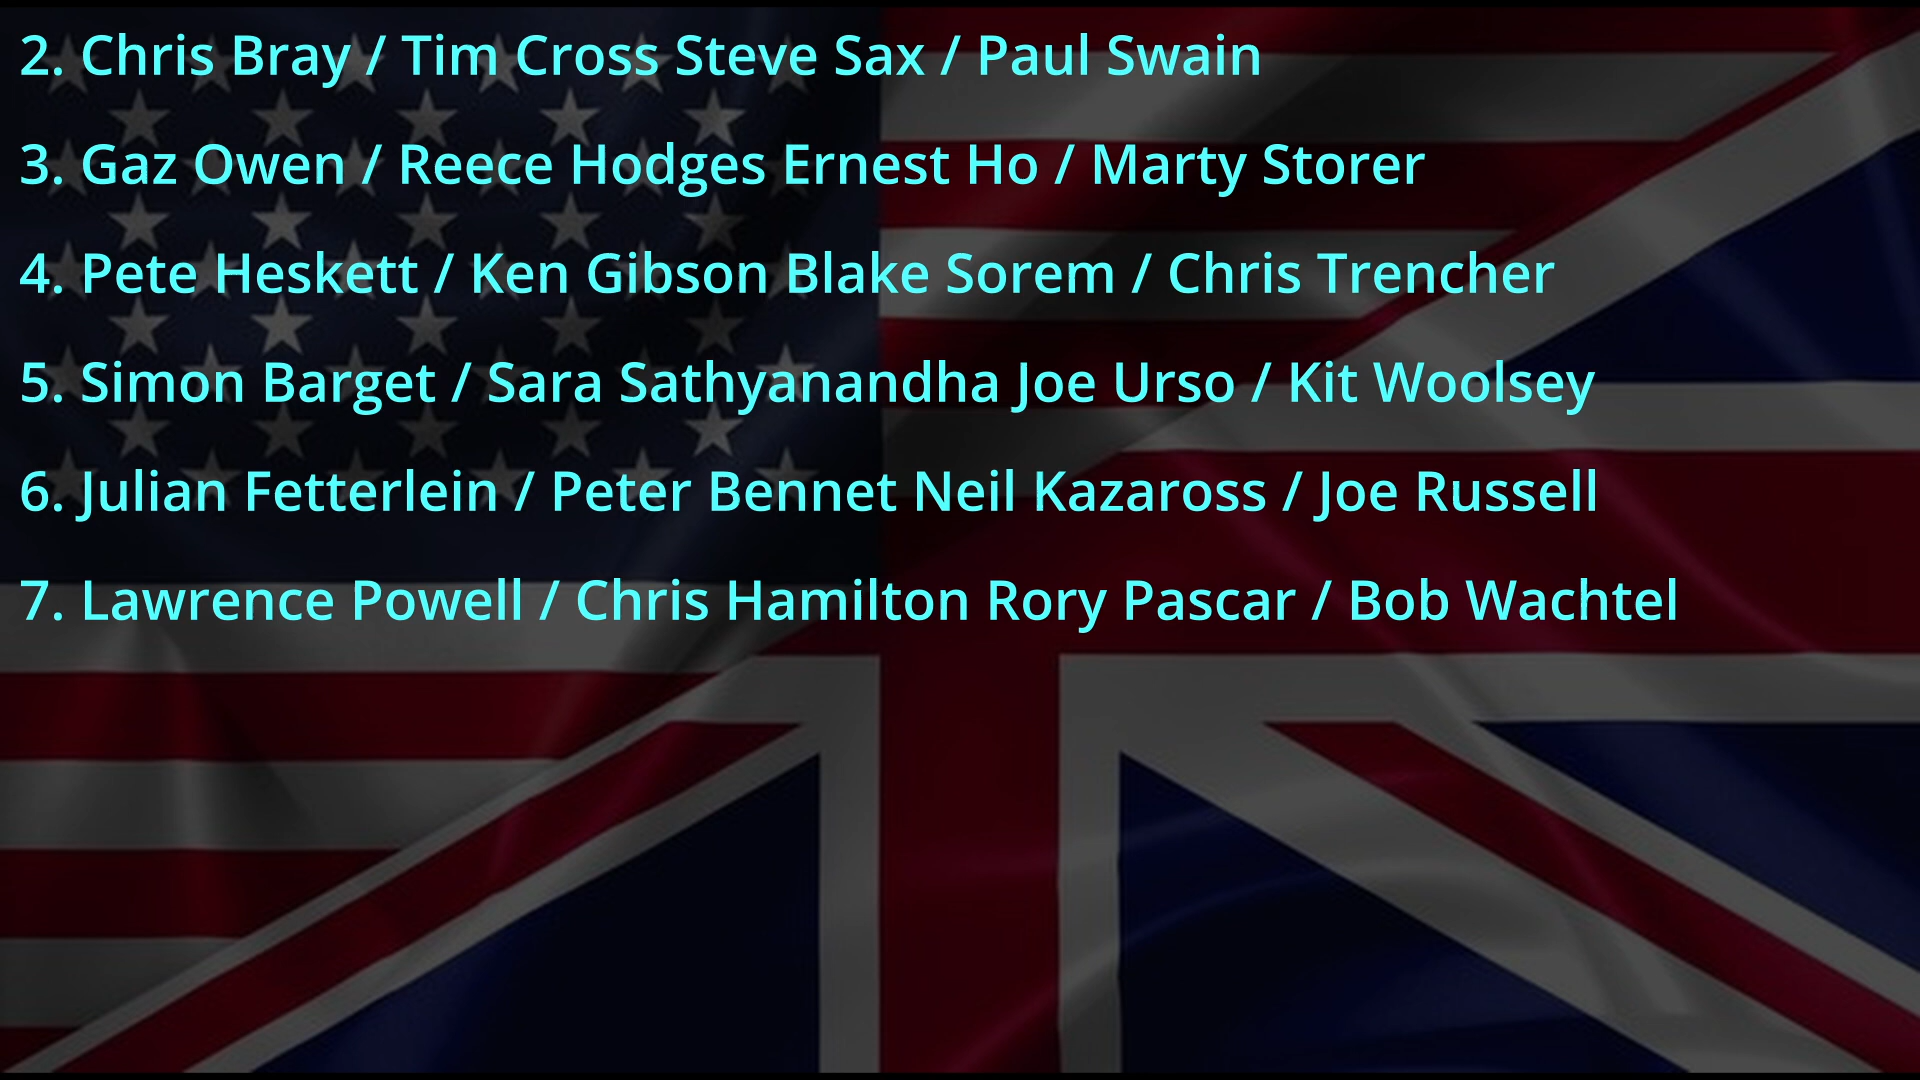 2. Chris Bray / Tim Cross Steve Sax / Paul Swain
3. Gaz Owen / Reece Hodges Ernest Ho / Marty Storer
4. Pete Heskett / Ken Gibson Blake Sorem / Chris Trencher
5. Simon Barget / Sara Sathyanandha Joe Urso / Kit Woolsey
6. Julian Fetterlein / Peter Bennet Neil Kazaross / Joe Russell
7. Lawrence Powell / Chris Hamilton Rory Pascar / Bob Wachtel